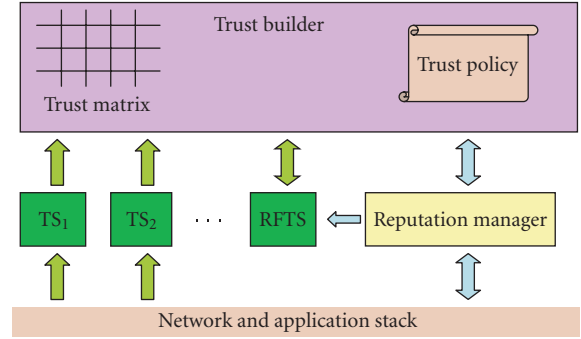 Trust builder
Trust policy
Trust matrix
TS₁
TS₂
· · ·
RFTS
Reputation manager
Network and application stack